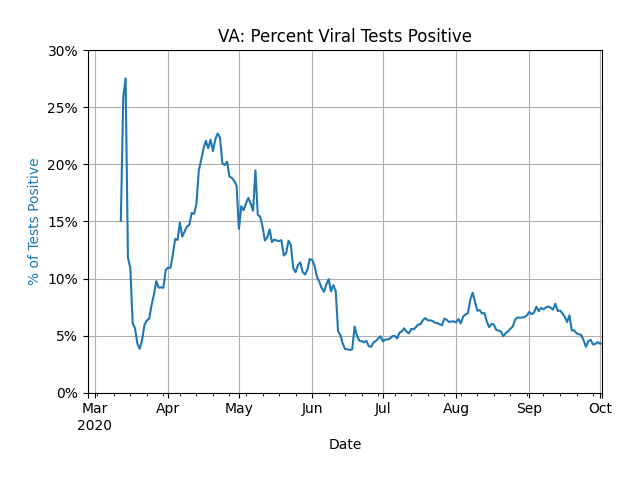 VA: Percent Viral Tests Positive
% of Tests Positive
30%
25%
20%
15%
10%
5%
0%
Mar Apr May Jun Jul Aug Sep Oct
2020
Date